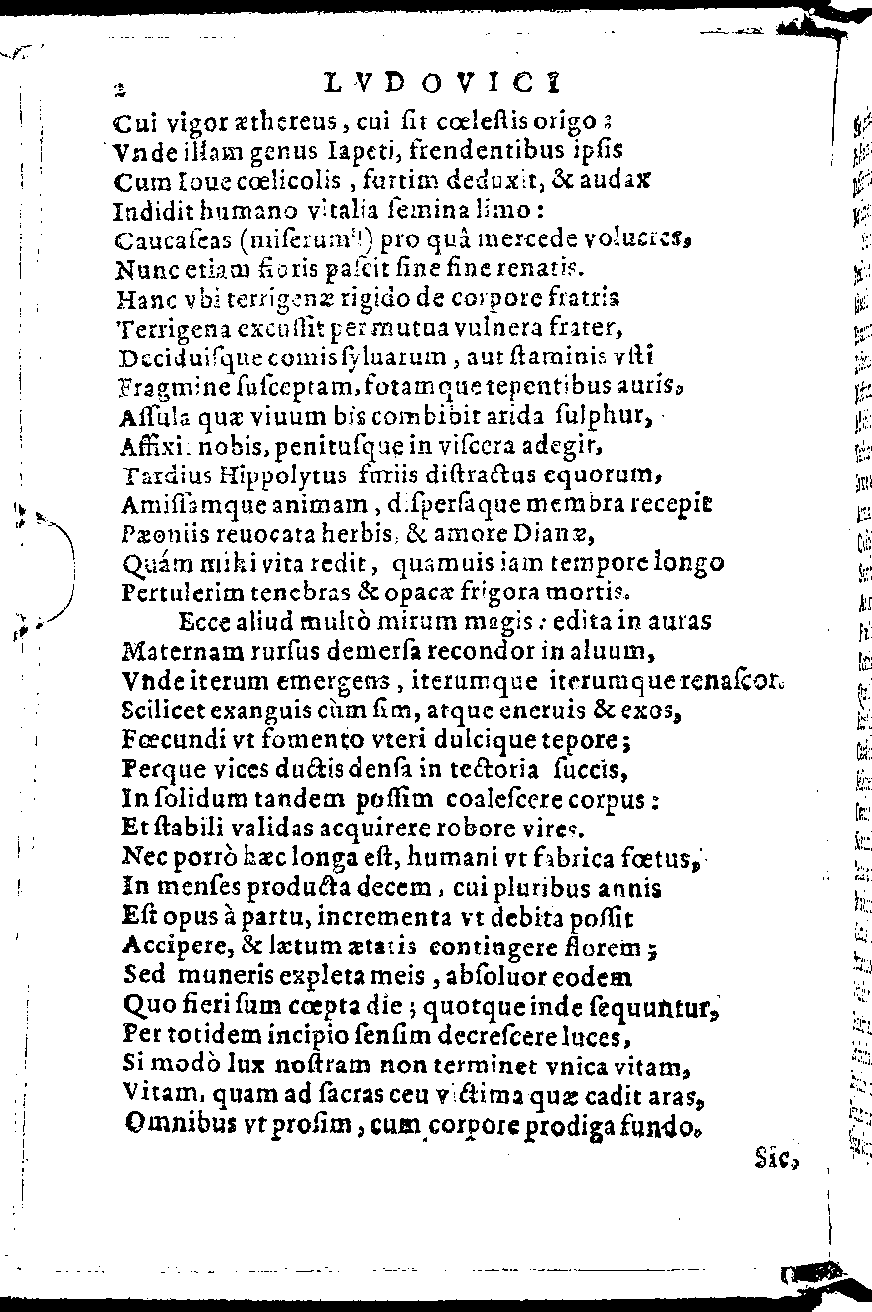 2 LVDOVICI
Cui vigor æthereus, cui ſit cœleſtis origo ?
Vnde illam genus Iapeti, frendentibus ipſis
Cum Ioue cœlicolis, furtim deduxit, & audax
Indidit humano vitalia ſemina limo :
Caucaſeas (miſerum!) pro quâ mercede volucres,
Nunc etiam fibris paſcit ſine fine renatis.
Hanc vbi terrigenæ rigido de corpore fratris
Terrigena excuſſit per mutua vulnera frater,
Deciduiſque comis ſyluarum, aut ſtaminis vſti
Fragmine ſuſceptam, fotamque tepentibus auris,
Aſſula quæ viuum bis combibit arida ſulphur,
Affixit nobis, penituſque in viſcera adegit,
Tardius Hippolytus furiis diſtractus equorum,
Amiſſamque animam, diſperſaque membra recepit
Pæoniis reuocata herbis, & amore Dianæ,
Quám mihi vita redit, quamuis iam tempore longo
Pertulerim tenebras & opacæ frigora mortis.
Ecce aliud multò mirum magis : edita in auras
Maternam rurſus demerſa recondor in aluum,
Vnde iterum emergens, iterumque iterumque renaſcor.
Scilicet exanguis cùm ſim, atque eneruis & exos,
Fœcundi vt fomento vteri dulcique tepore;
Perque vices ductis denſa in tectoria ſuccis,
In ſolidum tandem poſſim coaleſcere corpus :
Et ſtabili validas acquirere robore vires.
Nec porrò hæc longa eſt, humani vt fabrica fœtus,
In menſes producta decem, cui pluribus annis
Eſt opus à partu, incrementa vt debita poſſit
Accipere, & lætum ætatis contingere florem ;
Sed muneris expleta meis, abſoluor eodem
Quo fieri ſum cœpta die ; quotque inde ſequuntur,
Per totidem incipio ſenſim decreſcere luces,
Si modò lux noſtram non terminet vnica vitam,
Vitam, quam ad ſacras ceu victima quæ cadit aras,
Omnibus vt proſim, cum corpore prodiga fundo.
Sic,